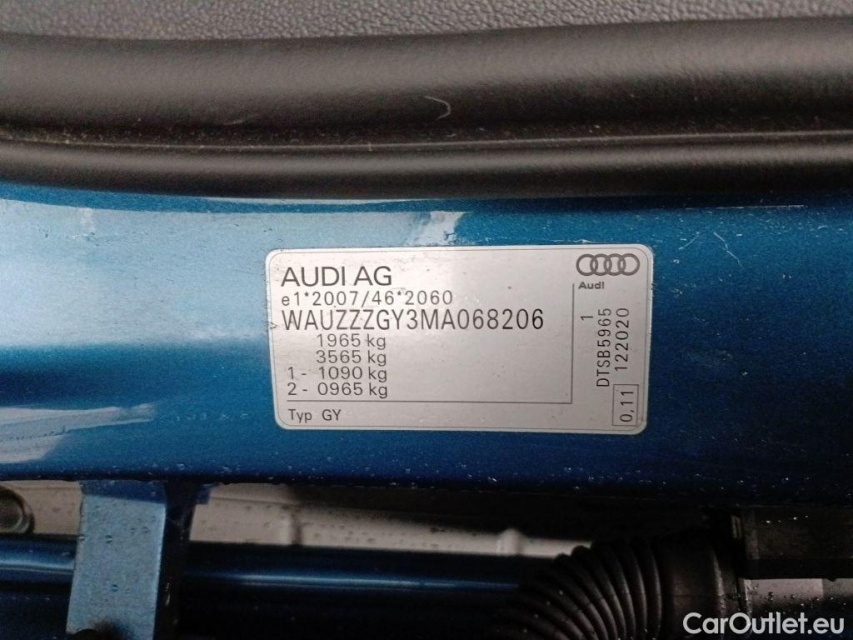 AUDI AG
Audi
e1*2007/46*2060
WAUZZZGY3MA068206
1965 kg
3565 kg
1 - 1090 kg
2 - 0965 kg
Typ GY
1
DTSB5965
122020
0,11
CarOutlet.eu